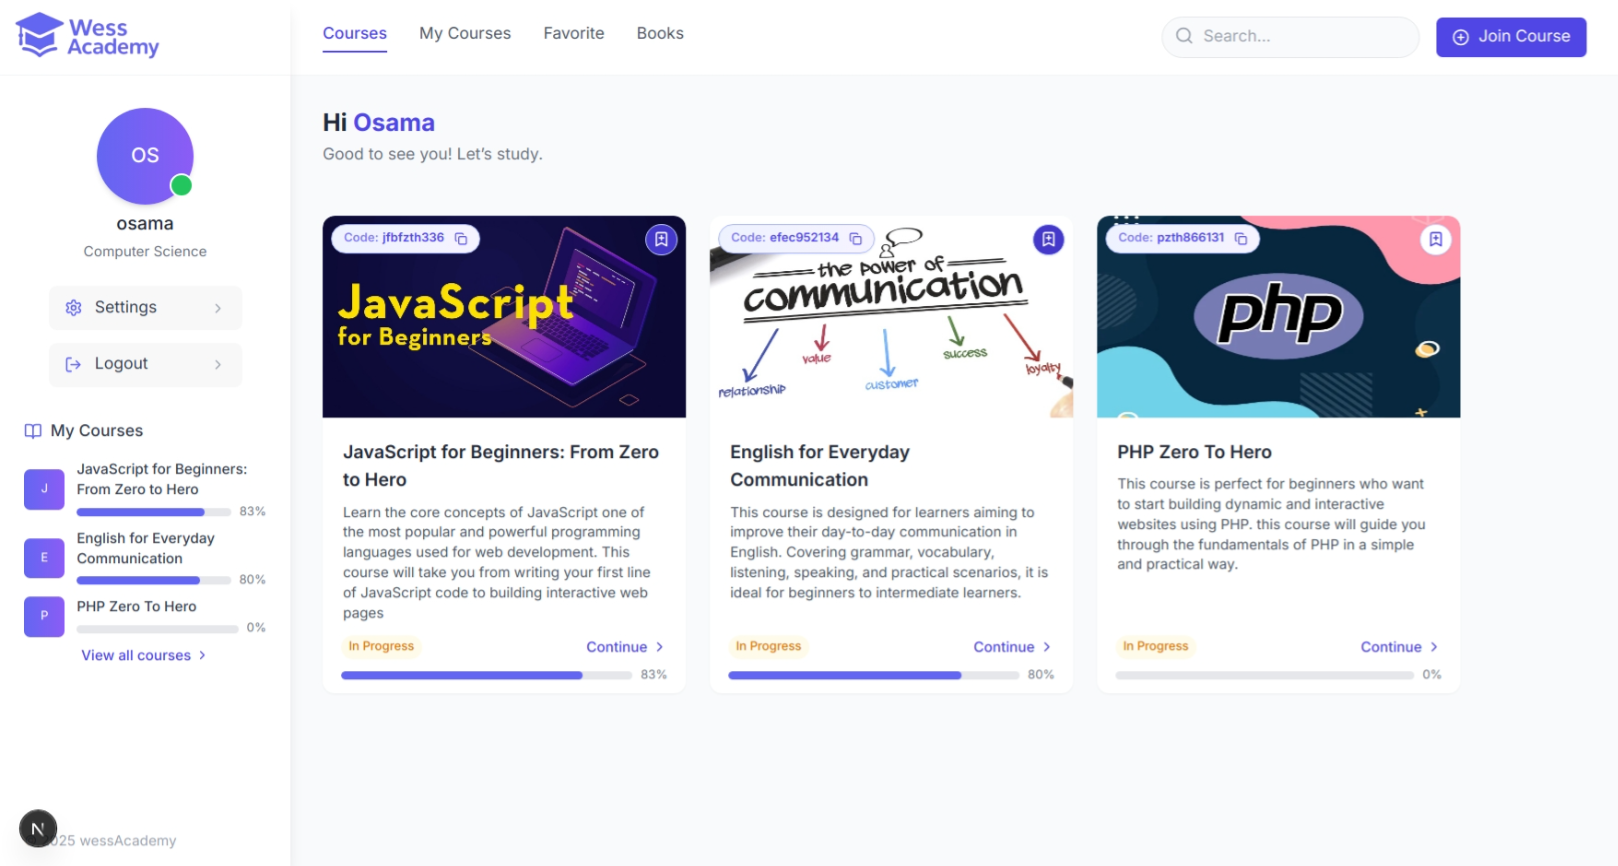 Wess
Academy
Courses
My Courses
Favorite
Books
Search...
Join Course
OS
osama
Computer Science
Settings
Logout
My Courses
J
JavaScript for Beginners:
From Zero to Hero
83%
E
English for Everyday
Communication
80%
P
PHP Zero To Hero
0%
View all courses
N
025 wessAcademy
Hi Osama
Good to see you! Let's study.
Code: jfbfzth336
JavaScript
for Beginners
JavaScript for Beginners: From Zero
to Hero
Learn the core concepts of JavaScript one of
the most popular and powerful programming
languages used for web development. This
course will take you from writing your first line
of JavaScript code to building interactive web
pages
In Progress
Continue
83%
Code: efec952134
the power of
communication
relationship
value
customer
success
loyalty
English for Everyday
Communication
This course is designed for learners aiming to
improve their day-to-day communication in
English. Covering grammar, vocabulary,
listening, speaking, and practical scenarios, it is
ideal for beginners to intermediate learners.
In Progress
Continue
80%
Code: pzth866131
php
PHP Zero To Hero
This course is perfect for beginners who want
to start building dynamic and interactive
websites using PHP. this course will guide you
through the fundamentals of PHP in a simple
and practical way.
In Progress
Continue
0%